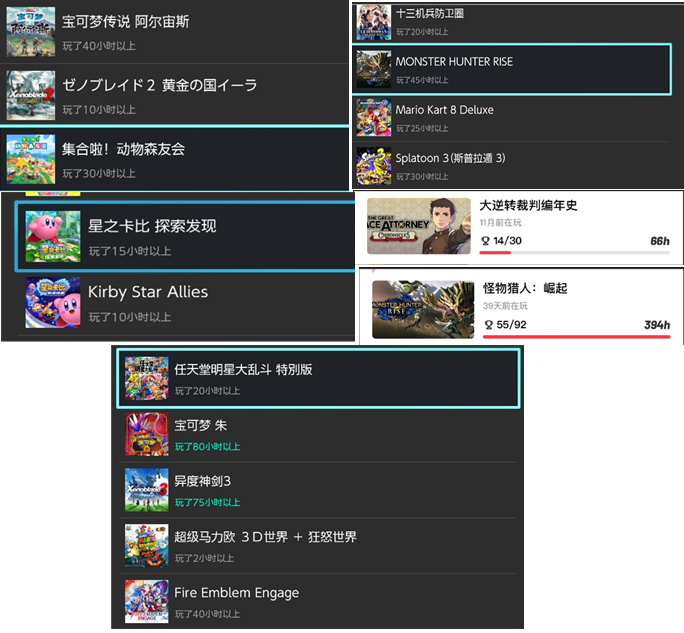 宝可梦传说 阿尔宙斯
玩了40小时以上
ゼノブレイド２ 黄金の国イーラ
玩了10小时以上
集合啦！动物森友会
玩了30小时以上
十三机兵防卫圈
玩了20小时以上
MONSTER HUNTER RISE
玩了45小时以上
Mario Kart 8 Deluxe
玩了25小时以上
Splatoon 3 (斯普拉遁 3)
玩了30小时以上
星之卡比 探索发现
玩了15小时以上
Kirby Star Allies
玩了10小时以上
THE GREAT
ACE ATTORNEY
CHRONICLES
大逆转裁判编年史
11月前在玩
14/30
66h
MONSTER HUNTER
RISE
怪物猎人：崛起
39天前在玩
55/92
394h
任天堂明星大乱斗 特别版
玩了20小时以上
宝可梦 朱
玩了80小时以上
异度神剑3
玩了75小时以上
超级马力欧 3D世界 + 狂怒世界
玩了2小时以上
Fire Emblem Engage
玩了40小时以上